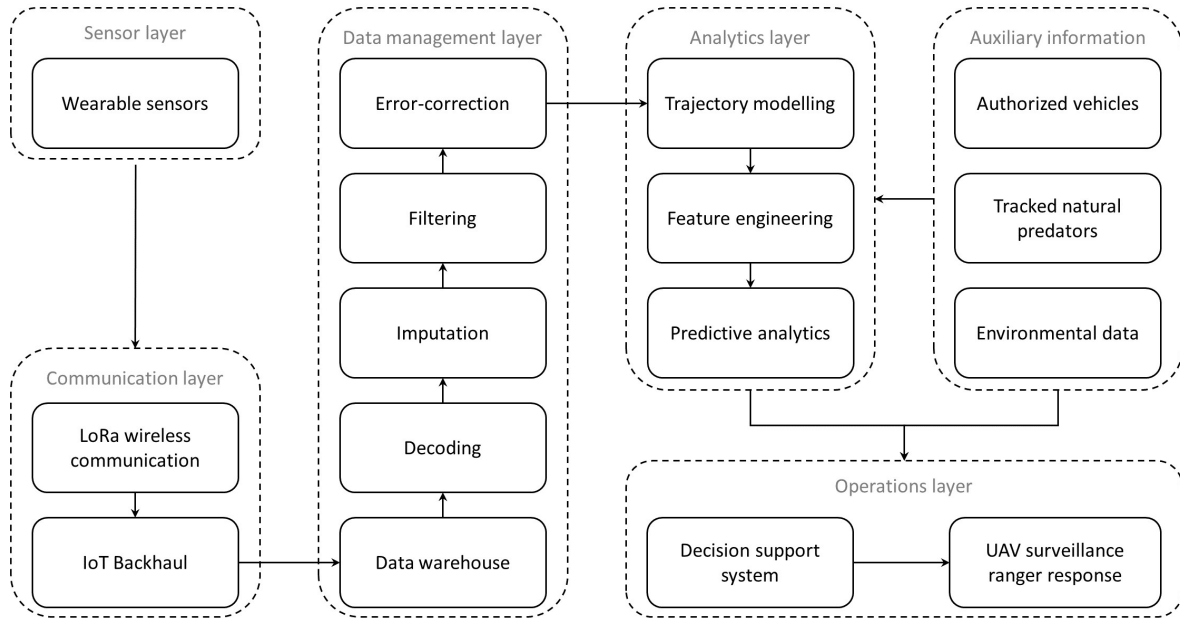 Sensor layer
Wearable sensors
Communication layer
LoRa wireless
communication
IoT Backhaul
Data management layer
Error-correction
Filtering
Imputation
Decoding
Data warehouse
Analytics layer
Trajectory modelling
Feature engineering
Predictive analytics
Auxiliary information
Authorized vehicles
Tracked natural
predators
Environmental data
Operations layer
Decision support
system
UAV surveillance
ranger response